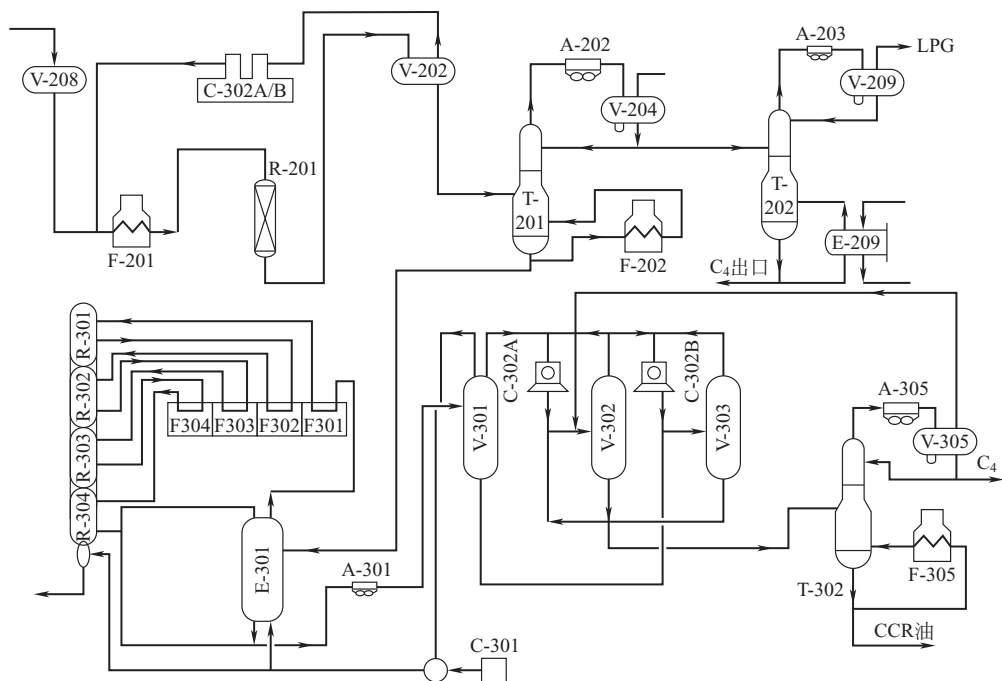 A-203
LPG
A-202
V-208
V-202
V-209
C-302A/B
V-204
R-201
T-
201
T-
202
E-209
F-201
F-202
C₄出口
R-301
C-302A
C-302B
R-302
A-305
F304
F303
F302
F301
V-301
V-302
V-303
V-305
R-303
C₄
R-304
E-301
A-301
F-305
T-302
CCR油
C-301